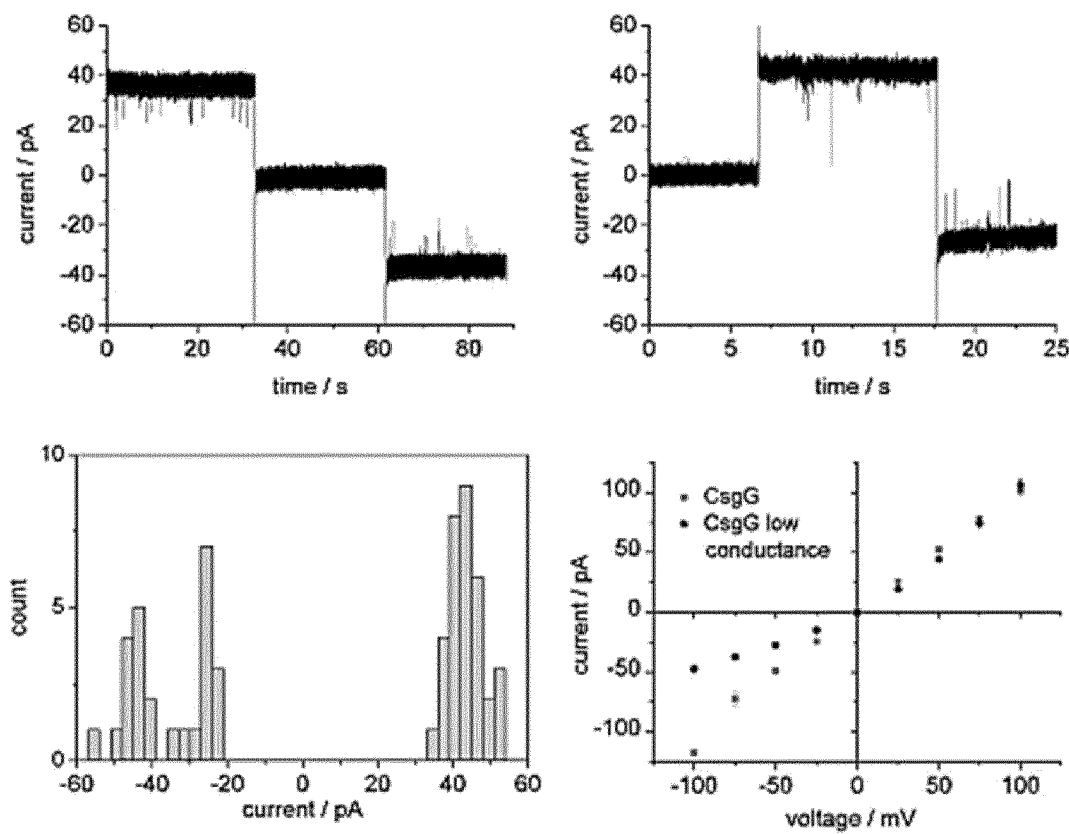 60
40
20
0
-20
-40
-60
current / pA
0 20 40 60 80
time / s
60
40
20
0
-20
-40
-60
current / pA
0 5 10 15 20 25
time / s
10
5
0
count
-60 -40 -20 0 20 40 60
current / pA
100
50
0
-50
-100
current / pA
CsgG
CsgG low
conductance
-100 -50 0 50 100
voltage / mV